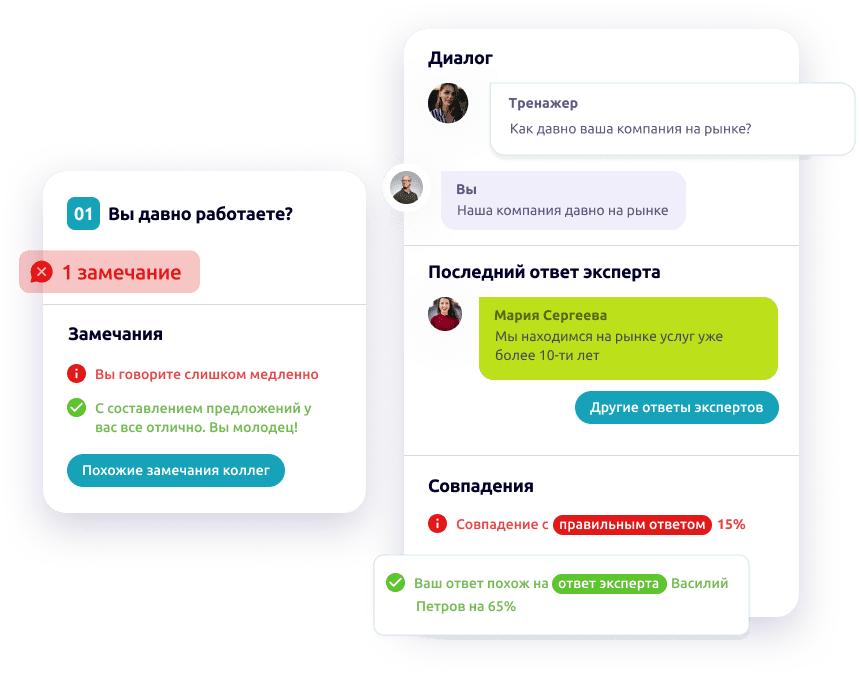 01 Вы давно работаете?
1 замечание
Замечания
Вы говорите слишком медленно
С составлением предложений у
вас все отлично. Вы молодец!
Похожие замечания коллег
Диалог
Тренажер
Как давно ваша компания на рынке?
Вы
Наша компания давно на рынке
Последний ответ эксперта
Мария Сергеева
Мы находимся на рынке услуг уже
более 10-ти лет
Другие ответы экспертов
Совпадения
Совпадение с правильным ответом 15%
Ваш ответ похож на ответ эксперта Василий
Петров на 65%